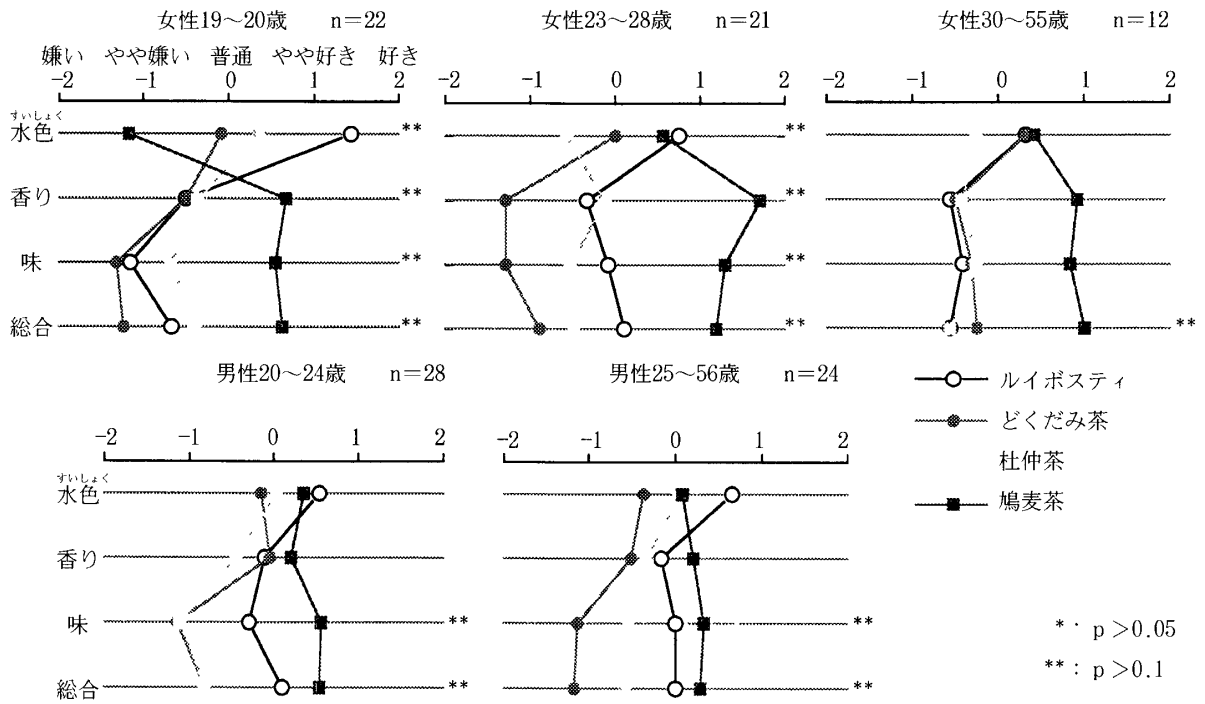 女性19～20歳　n＝22
嫌い　やや嫌い　普通　やや好き　好き
-2　-1　0　1　2
すいしょく
水色　**
香り　**
味　**
総合　**
女性23～28歳　n＝21
-2　-1　0　1　2
**
**
**
**
女性30～55歳　n＝12
-2　-1　0　1　2
**
男性20～24歳　n＝28
-2　-1　0　1　2
すいしょく
水色
香り
味　**
総合　**
男性25～56歳　n＝24
-2　-1　0　1　2
**
**
ルイボスティ
どくだみ茶
杜仲茶
鳩麦茶
*：p＞0.05
**：p＞0.1